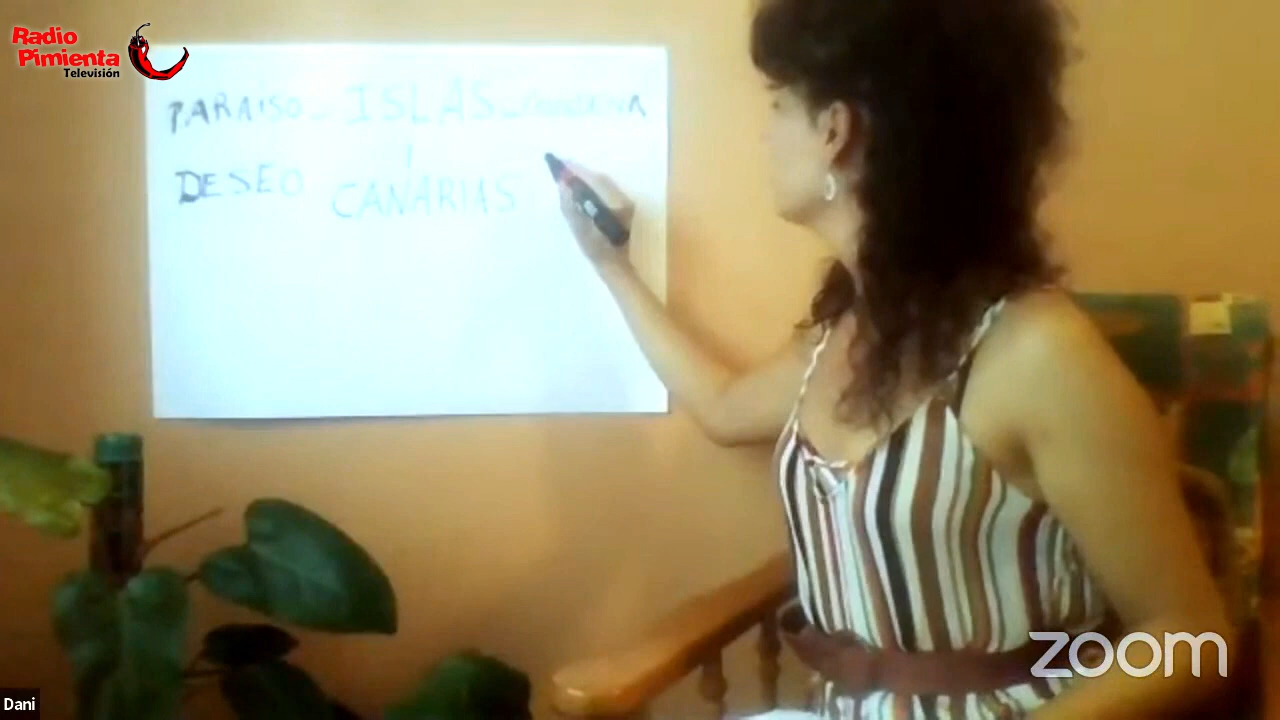 Radio
Pimienta
Televisión
PARAISO - ISLAS -
DESEO
CANARIAS
zoom
Dani